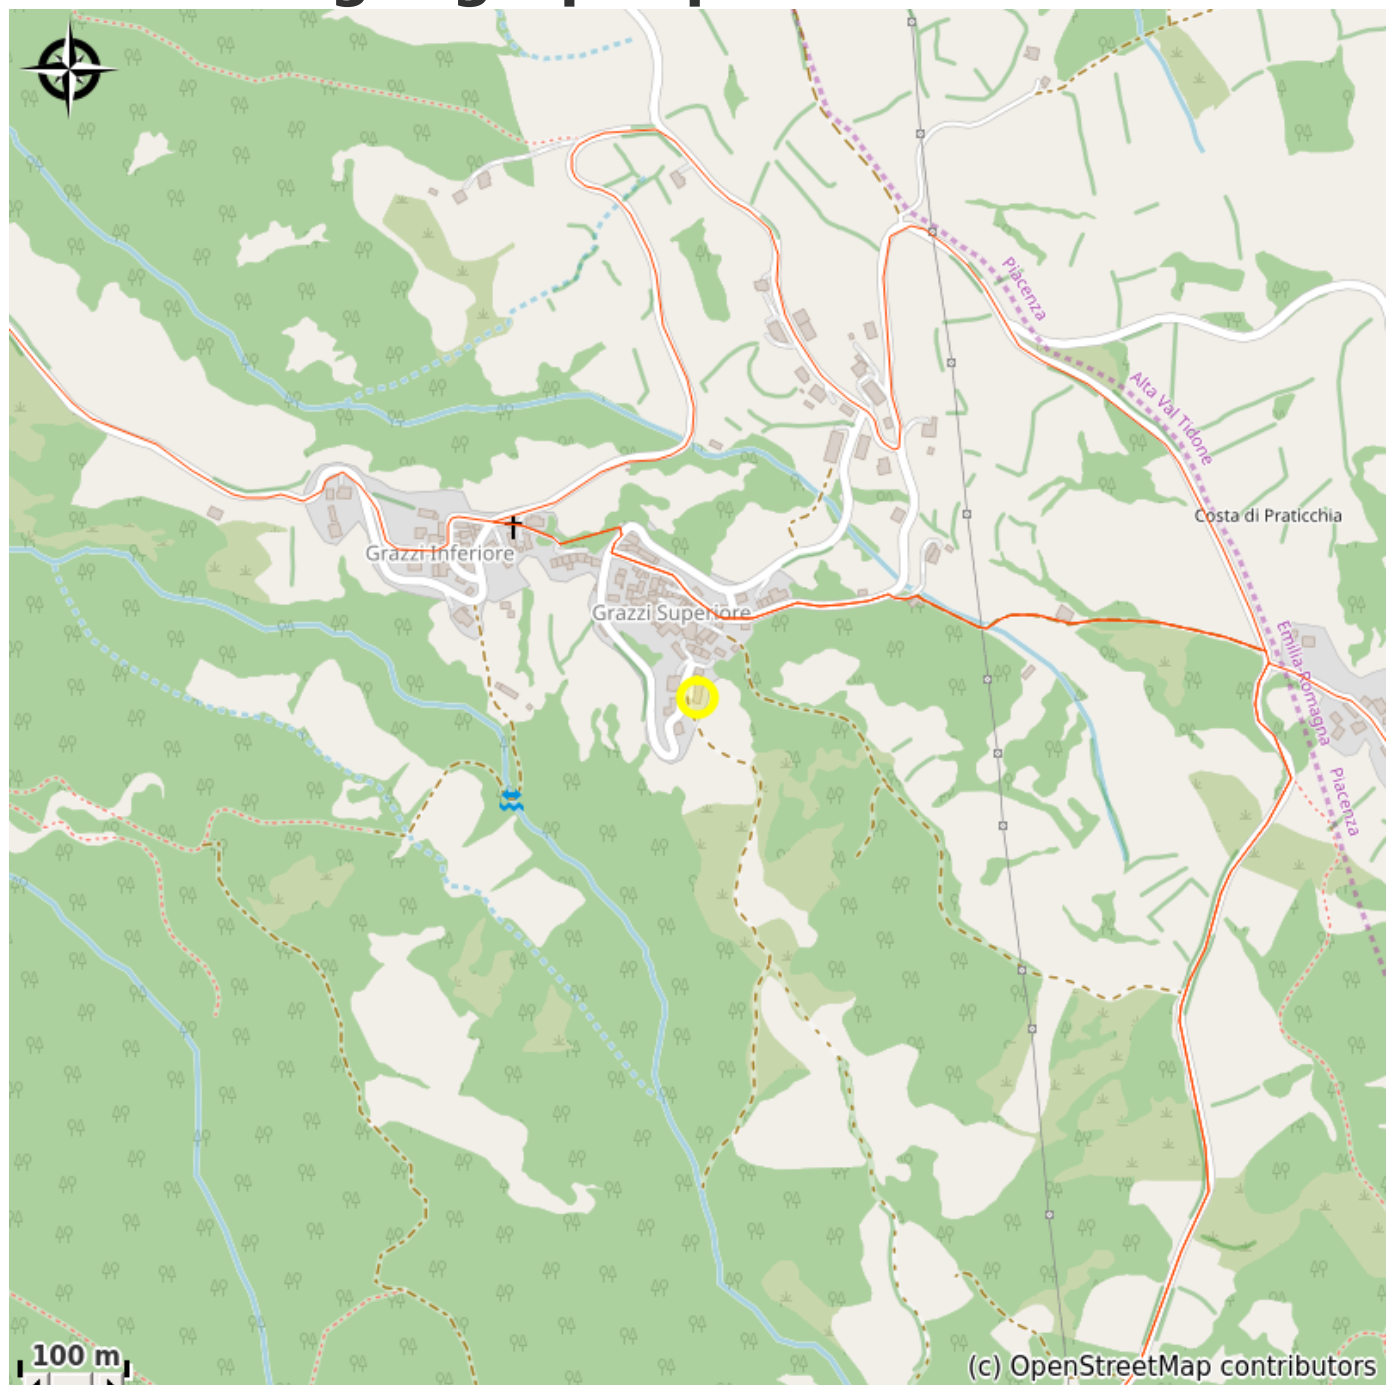 Piacenza
Alta Val Tidone
Costa di Praticchia
Grazzi Inferiore
Grazzi Superiore
Emilia-Romagna
Piacenza
100 m
(c) OpenStreetMap contributors